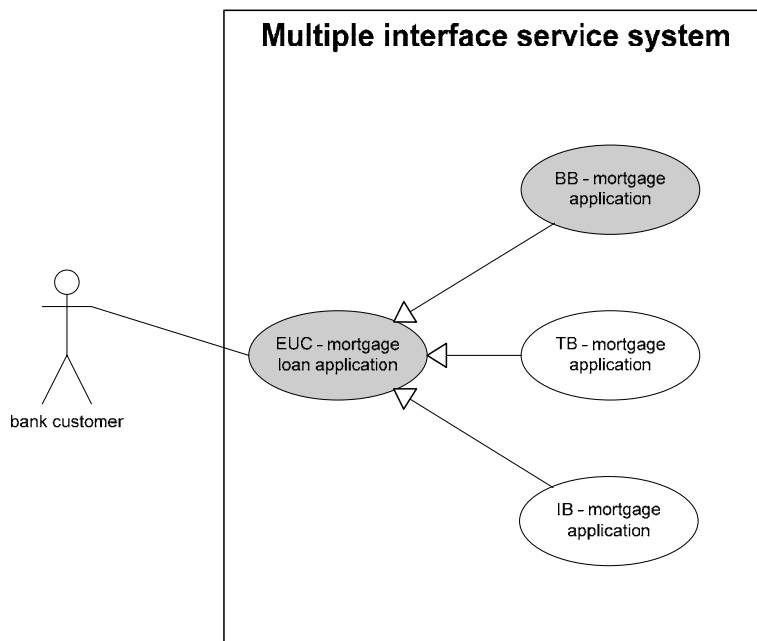 Multiple interface service system
BB - mortgage
application
EUC - mortgage
loan application
TB - mortgage
application
bank customer
IB - mortgage
application